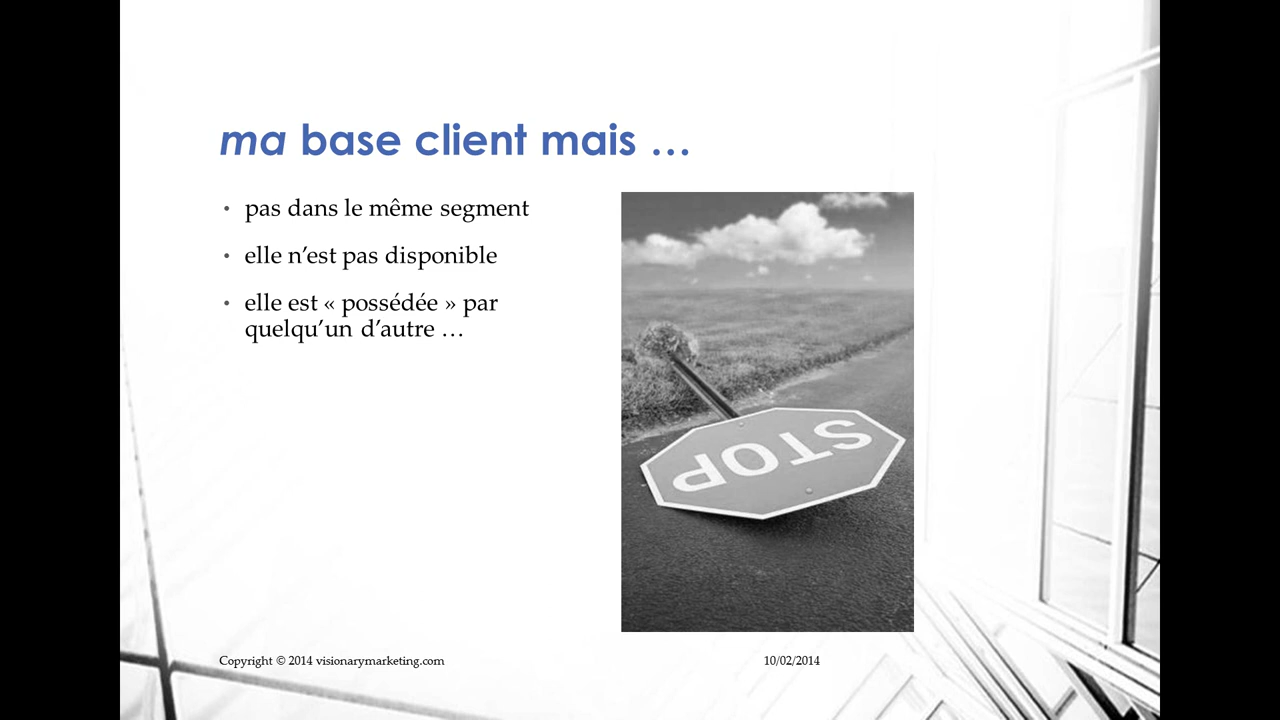 ma base client mais …
• pas dans le même segment
• elle n’est pas disponible
• elle est « possédée » par
quelqu’un d’autre …
STOP
Copyright © 2014 visionarymarketing.com
10/02/2014